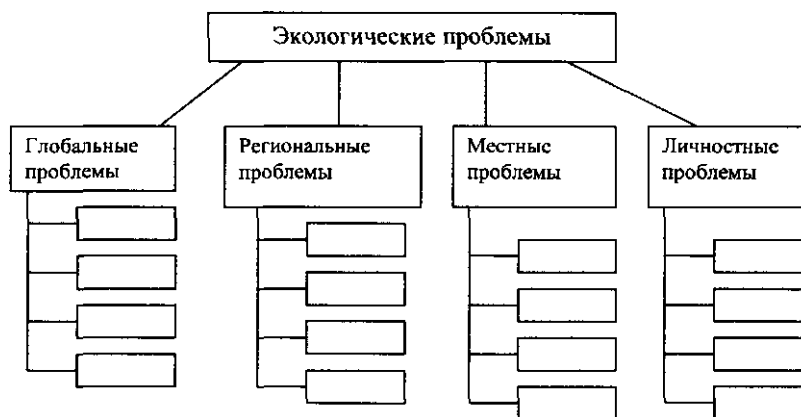 Экологические проблемы
Глобальные
проблемы
Региональные
проблемы
Местные
проблемы
Личностные
проблемы